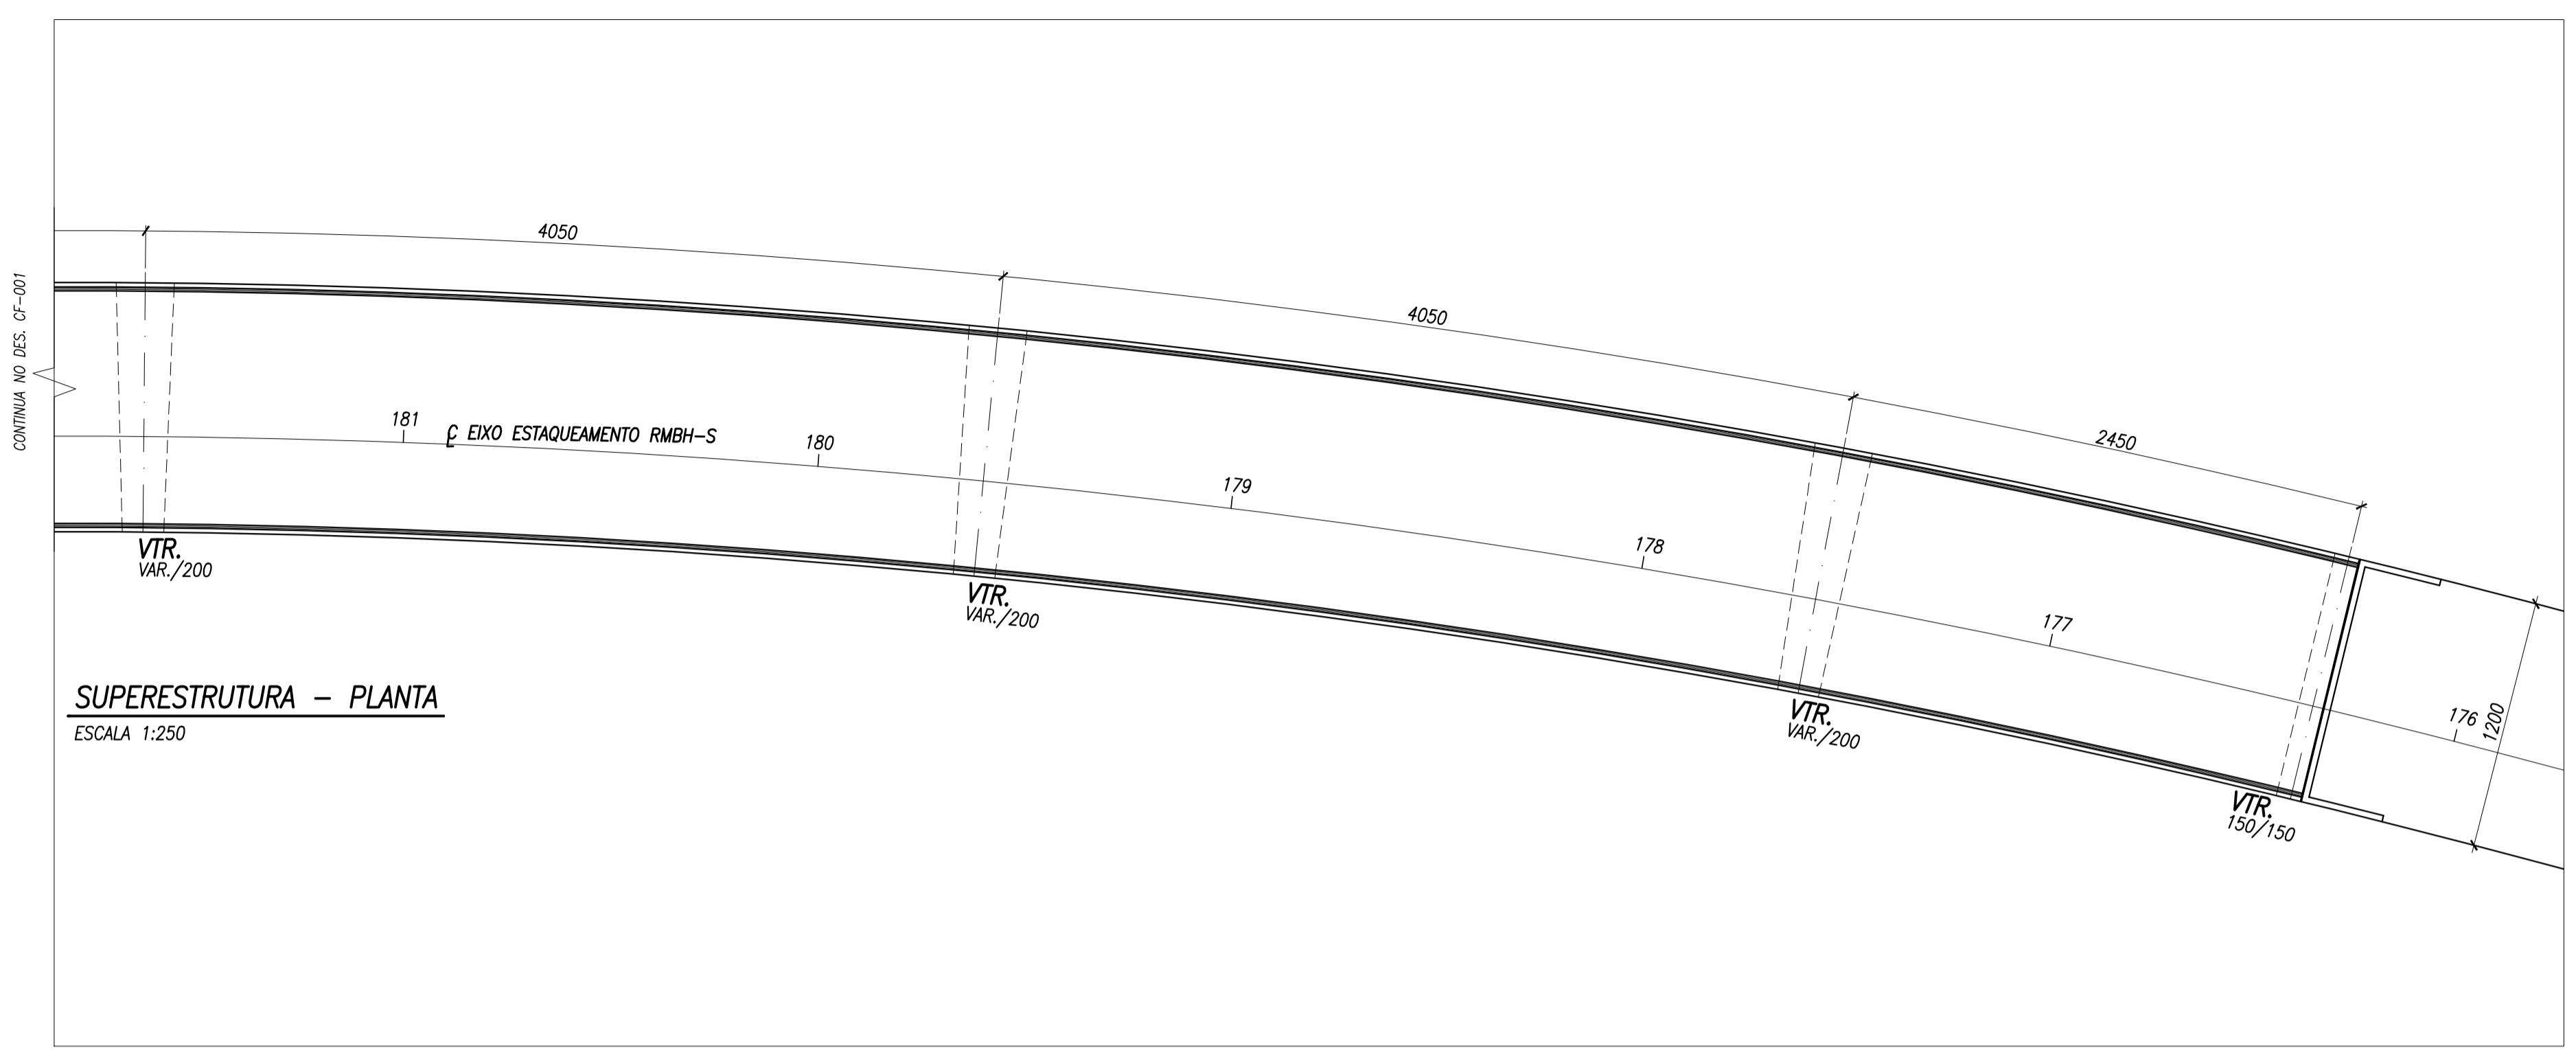 4050
4050
2450
CONTINUA NO DES. CF-001
181
℄ EIXO ESTAQUEAMENTO RMBH-S
180
179
178
177
176
1200
VTR.
VAR./200
VTR.
VAR./200
VTR.
VAR./200
VTR.
150/150
SUPERESTRUTURA - PLANTA
ESCALA 1:250